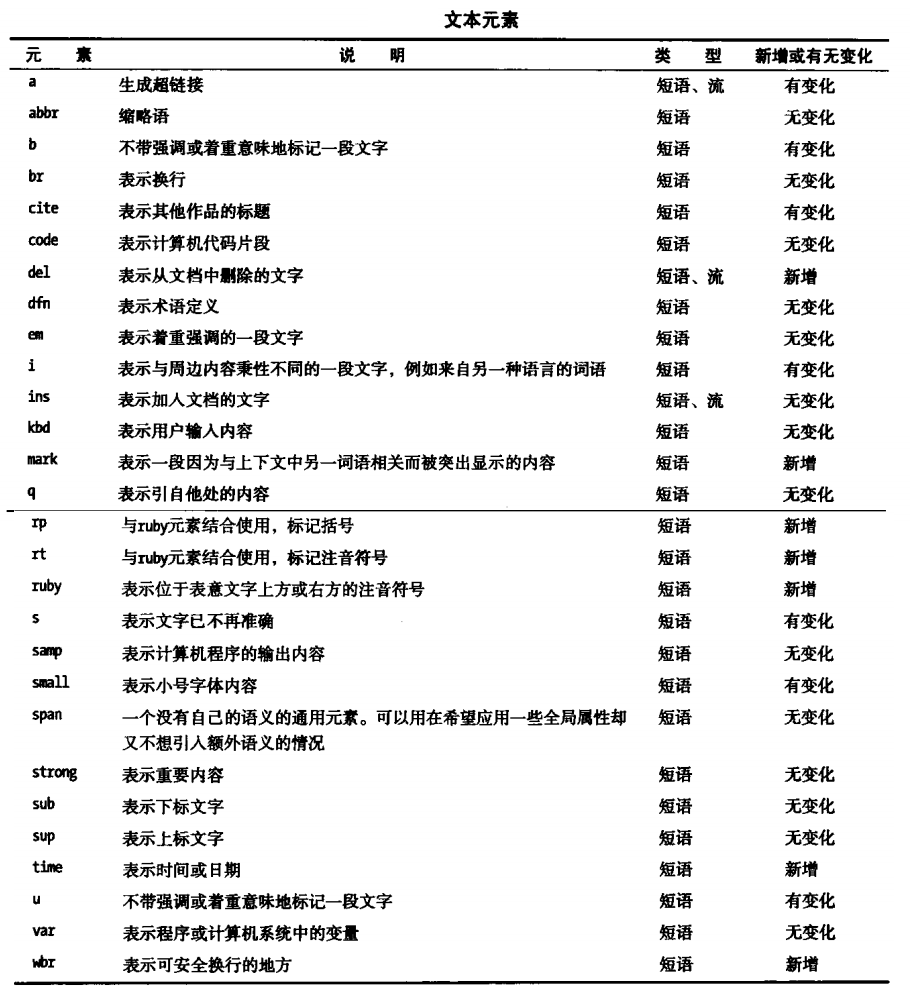 文本元素
元 素 说 明 类 型 新增或有无变化
a 生成超链接 短语、流 有变化
abbr 缩略语 短语 无变化
b 不带强调或着重意味地标记一段文字 短语 有变化
br 表示换行 短语 无变化
cite 表示其他作品的标题 短语 有变化
code 表示计算机代码片段 短语 无变化
del 表示从文档中删除的文字 短语、流 新增
dfn 表示术语定义 短语 无变化
em 表示着重强调的一段文字 短语 无变化
i 表示与周边内容秉性不同的一段文字，例如来自另一种语言的词语 短语 有变化
ins 表示加人文档的文字 短语、流 无变化
kbd 表示用户输入内容 短语 无变化
mark 表示一段因为与上下文中另一词语相关而被突出显示的内容 短语 新增
q 表示引自他处的内容 短语 无变化
rp 与ruby元素结合使用，标记括号 短语 新增
rt 与ruby元素结合使用，标记注音符号 短语 新增
ruby 表示位于表意文字上方或右方的注音符号 短语 新增
s 表示文字已不再准确 短语 有变化
samp 表示计算机程序的输出内容 短语 无变化
small 表示小号字体内容 短语 有变化
span 一个没有自己的语义的通用元素。可以用在希望应用一些全局属性却 短语 无变化
又不想引人额外语义的情况
strong 表示重要内容 短语 无变化
sub 表示下标文字 短语 无变化
sup 表示上标文字 短语 无变化
time 表示时间或日期 短语 新增
u 不带强调或着重意味地标记一段文字 短语 有变化
var 表示程序或计算机系统中的变量 短语 无变化
wbr 表示可安全换行的地方 短语 新增